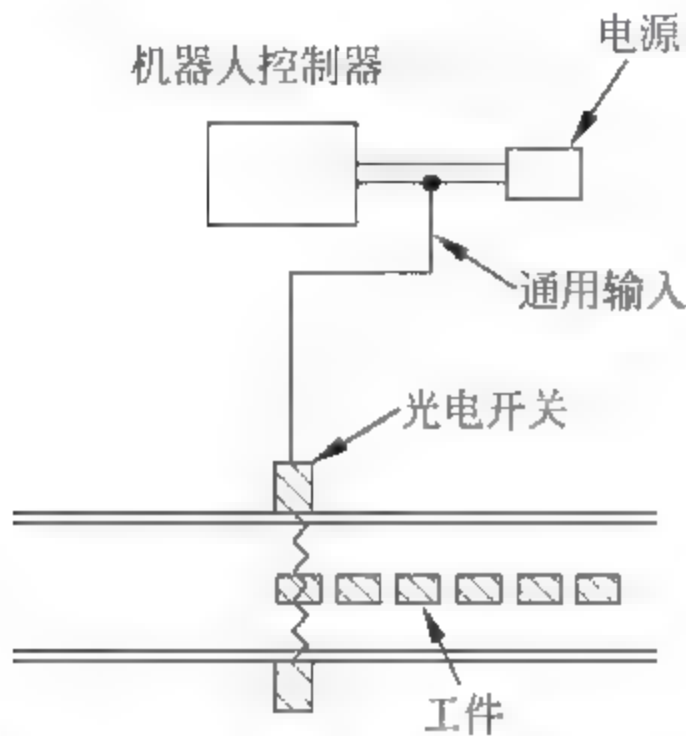 电源
机器人控制器
通用输入
光电开关
工件